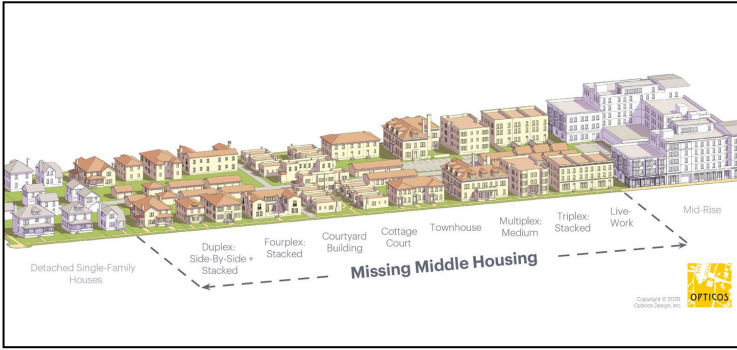 Detached Single-Family
Houses
Duplex:
Side-By-Side +
Stacked
Fourplex:
Stacked
Courtyard
Building
Cottage
Court
Townhouse
Multiplex:
Medium
Triplex:
Stacked
Live-
Work
Mid-Rise
Missing Middle Housing
Copyright © 2020
Opticos Design, Inc.
OPTICOS